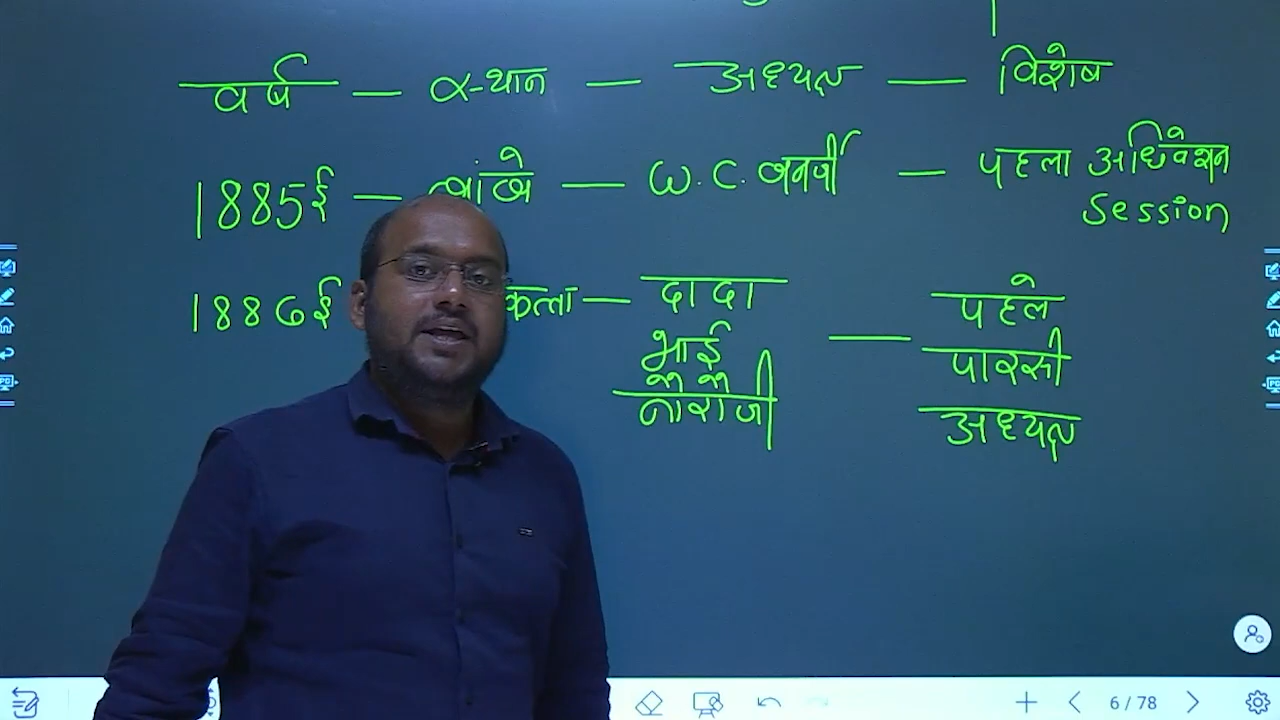 वर्ष — स्थान — अध्यक्ष — विशेष
1885ई — बांबे — W.C. बनर्जी — पहला अधिवेशन
Session
1886ई — दादा — पहले
भाई पारसी
नौरोजी अध्यक्ष
6 / 78